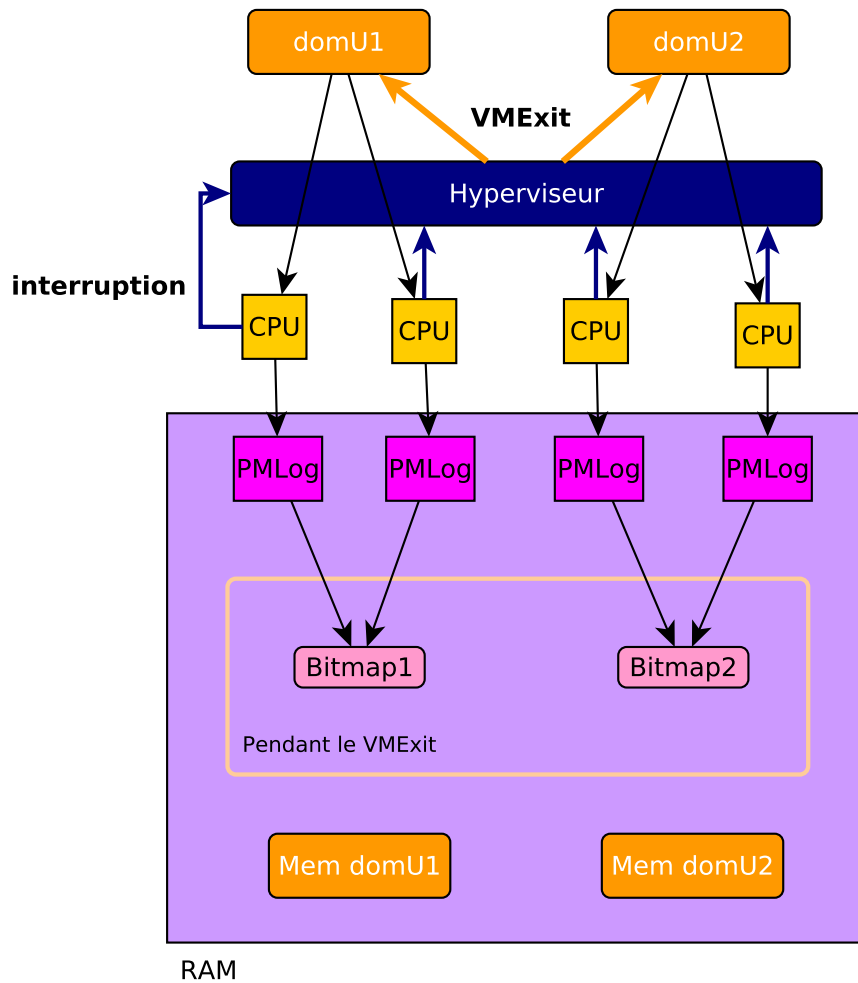 domU1
domU2
VMExit
Hyperviseur
interruption
CPU
CPU
CPU
CPU
PMLog
PMLog
PMLog
PMLog
Bitmap1
Bitmap2
Pendant le VMExit
Mem domU1
Mem domU2
RAM